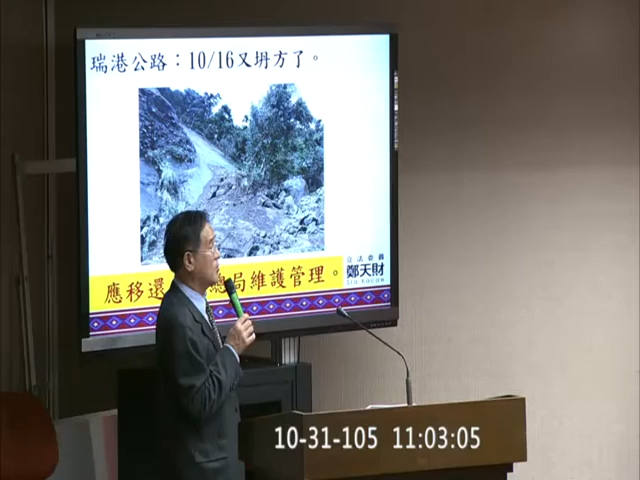 瑞港公路：10/16又坍方了。
應移還
總局維護管理。
立法委員
鄭天財
10-31-105 11:03:05